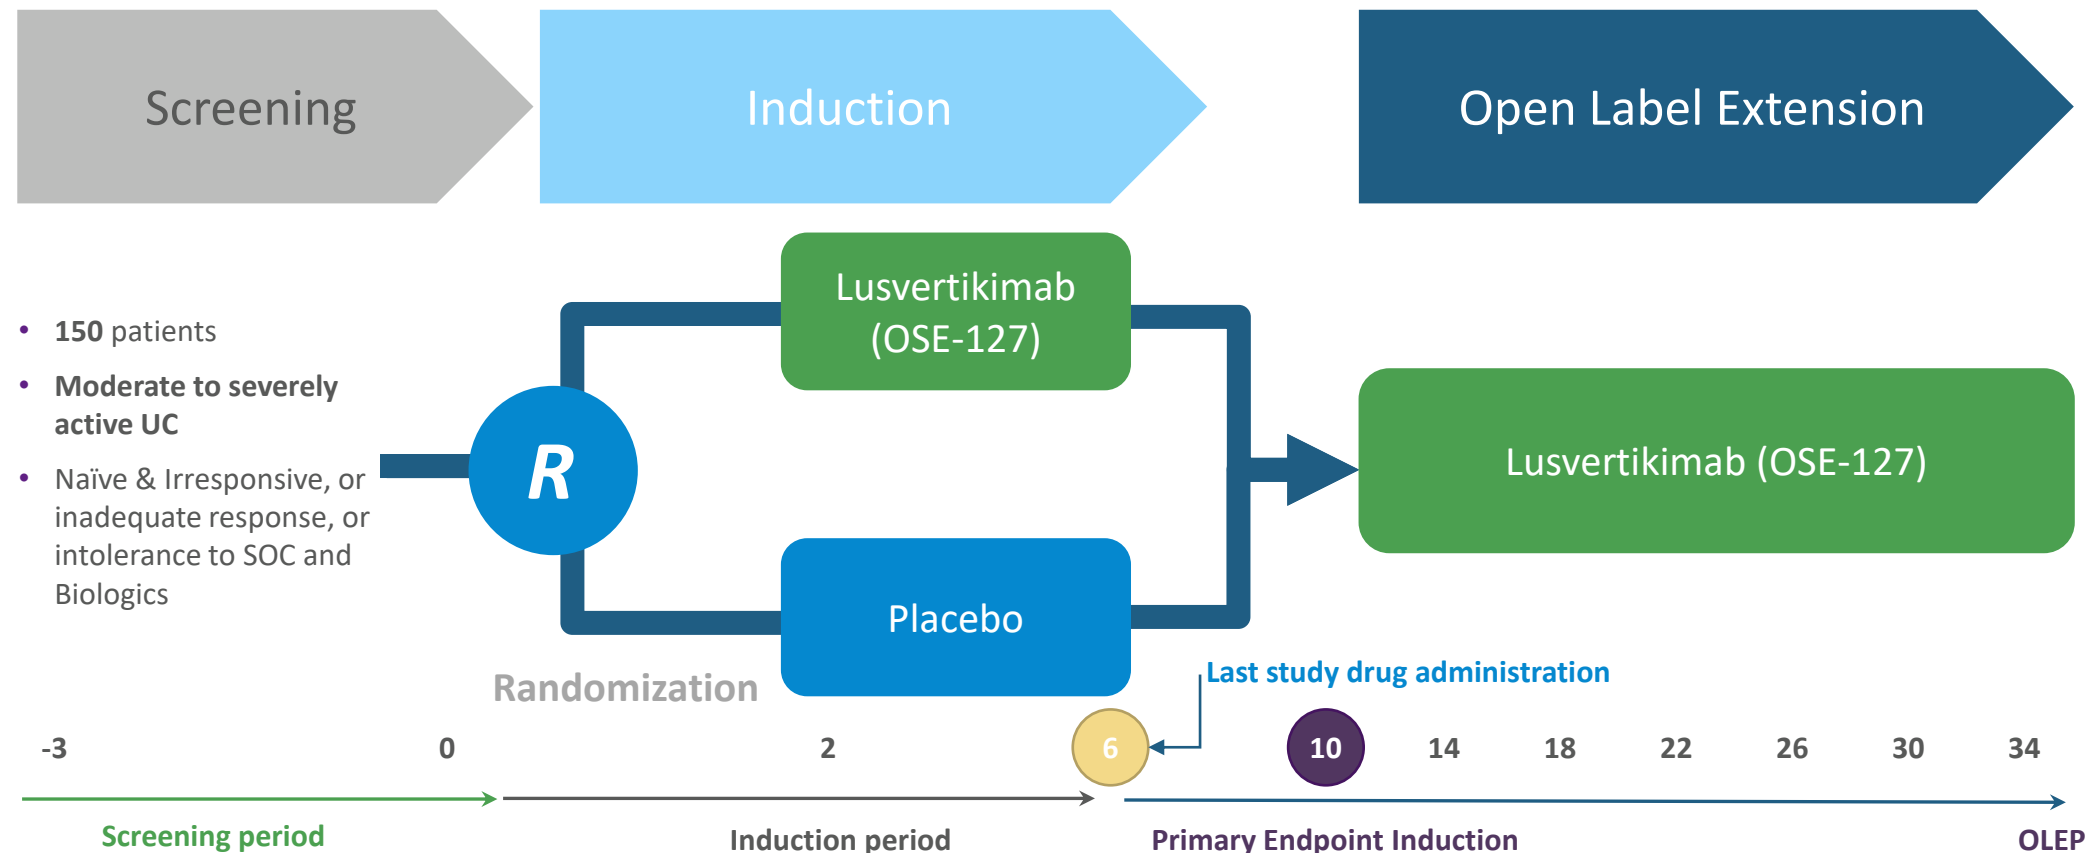 Screening
Induction
Open Label Extension
• 150 patients
• Moderate to severely
active UC
• Naïve & Irresponsive, or
inadequate response, or
intolerance to SOC and
Biologics
R
Lusvertikimab
(OSE-127)
Placebo
Lusvertikimab (OSE-127)
Randomization
Last study drug administration
-3 0 2 6 10 14 18 22 26 30 34
Screening period
Induction period
Primary Endpoint Induction
OLEP